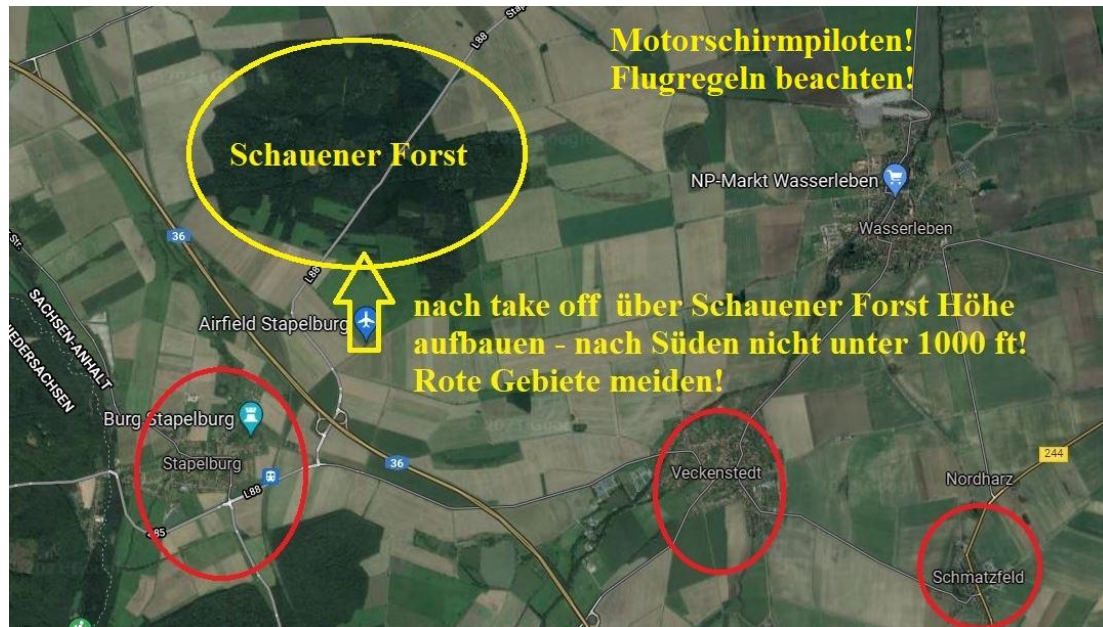 L88
Motorschirmpiloten!
Flugregeln beachten!
Schauener Forst
NP-Markt Wasserleben
Wasserleben
36
L88
SACHSEN-ANHALT
NIEDERSACHSEN
Airfield Stapelburg
nach take off über Schauener Forst Höhe
aufbauen - nach Süden nicht unter 1000 ft!
Rote Gebiete meiden!
Burg Stapelburg
Stapelburg
L88
36
Veckenstedt
244
Nordharz
Schmatzfeld